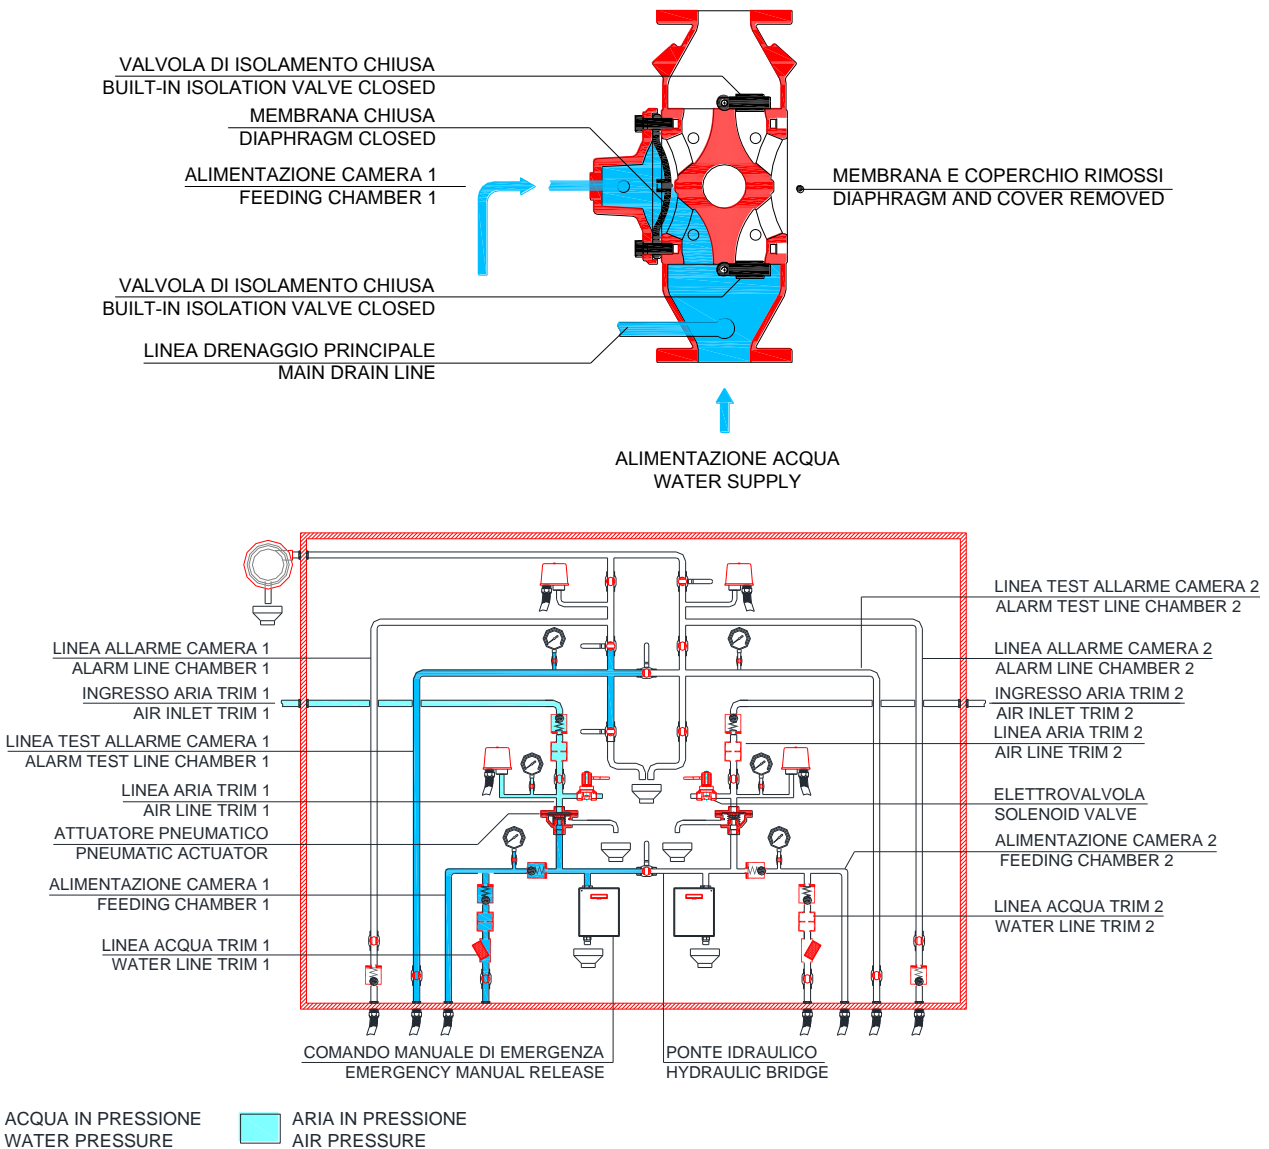 VALVOLA DI ISOLAMENTO CHIUSA
BUILT-IN ISOLATION VALVE CLOSED
MEMBRANA CHIUSA
DIAPHRAGM CLOSED
ALIMENTAZIONE CAMERA 1
FEEDING CHAMBER 1
MEMBRANA E COPERCHIO RIMOSSI
DIAPHRAGM AND COVER REMOVED
VALVOLA DI ISOLAMENTO CHIUSA
BUILT-IN ISOLATION VALVE CLOSED
LINEA DRENAGGIO PRINCIPALE
MAIN DRAIN LINE
ALIMENTAZIONE ACQUA
WATER SUPPLY
LINEA ALLARME CAMERA 1
ALARM LINE CHAMBER 1
INGRESSO ARIA TRIM 1
AIR INLET TRIM 1
LINEA TEST ALLARME CAMERA 1
ALARM TEST LINE CHAMBER 1
LINEA ARIA TRIM 1
AIR LINE TRIM 1
ATTUATORE PNEUMATICO
PNEUMATIC ACTUATOR
ALIMENTAZIONE CAMERA 1
FEEDING CHAMBER 1
LINEA ACQUA TRIM 1
WATER LINE TRIM 1
LINEA TEST ALLARME CAMERA 2
ALARM TEST LINE CHAMBER 2
LINEA ALLARME CAMERA 2
ALARM LINE CHAMBER 2
INGRESSO ARIA TRIM 2
AIR INLET TRIM 2
LINEA ARIA TRIM 2
AIR LINE TRIM 2
ELETTROVALVOLA
SOLENOID VALVE
ALIMENTAZIONE CAMERA 2
FEEDING CHAMBER 2
LINEA ACQUA TRIM 2
WATER LINE TRIM 2
COMANDO MANUALE DI EMERGENZA
EMERGENCY MANUAL RELEASE
PONTE IDRAULICO
HYDRAULIC BRIDGE
ACQUA IN PRESSIONE
WATER PRESSURE
ARIA IN PRESSIONE
AIR PRESSURE